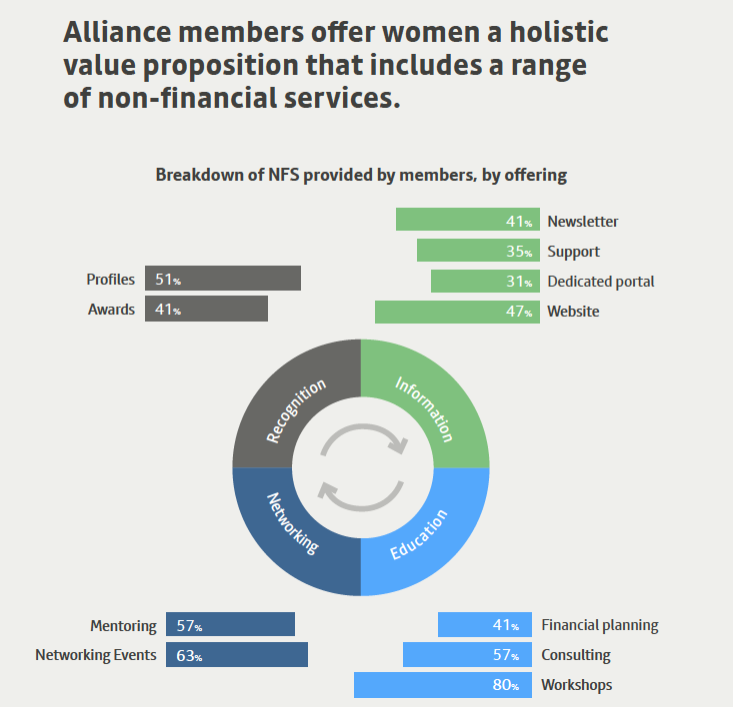 Alliance members offer women a holistic
value proposition that includes a range
of non-financial services.
Breakdown of NFS provided by members, by offering
41% Newsletter
35% Support
31% Dedicated portal
47% Website
Profiles 51%
Awards 41%
Recognition
Information
Networking
Education
Mentoring 57%
Networking Events 63%
41% Financial planning
57% Consulting
80% Workshops